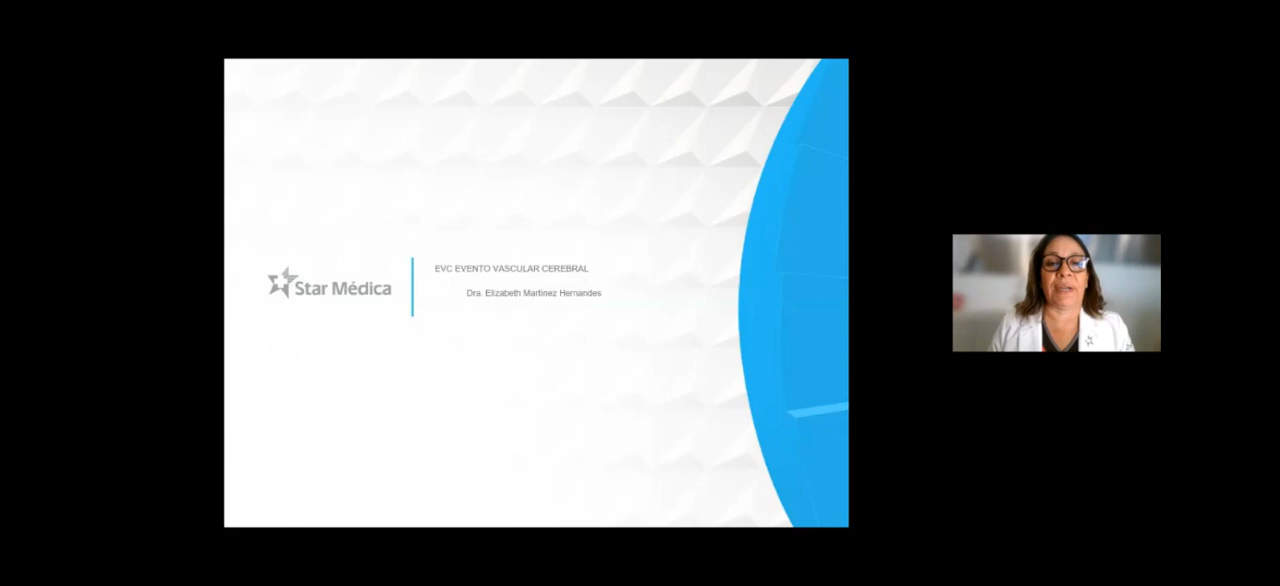 Star Médica
EVC EVENTO VASCULAR CEREBRAL
Dra. Elizabeth Martinez Hernandes